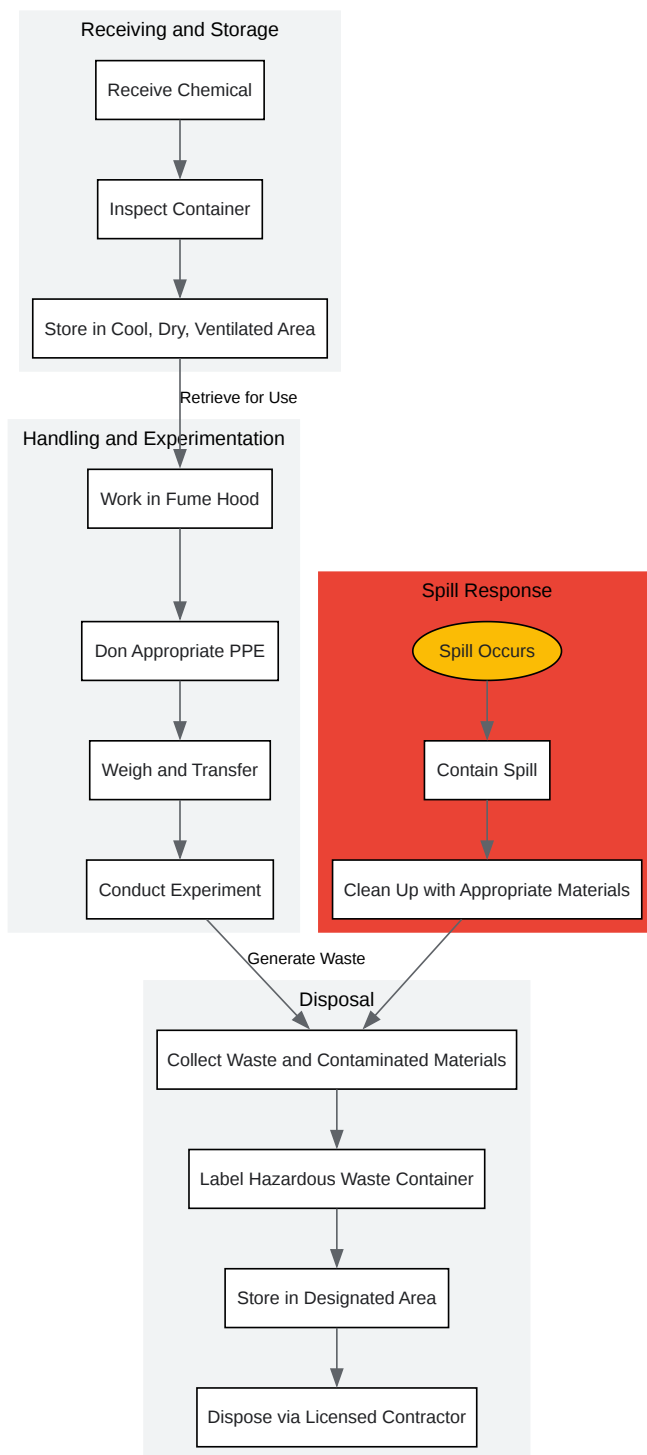 Receiving and Storage
Receive Chemical
Inspect Container
Store in Cool, Dry, Ventilated Area
Retrieve for Use
Handling and Experimentation
Work in Fume Hood
Don Appropriate PPE
Weigh and Transfer
Conduct Experiment
Spill Response
Spill Occurs
Contain Spill
Clean Up with Appropriate Materials
Generate Waste
Disposal
Collect Waste and Contaminated Materials
Label Hazardous Waste Container
Store in Designated Area
Dispose via Licensed Contractor